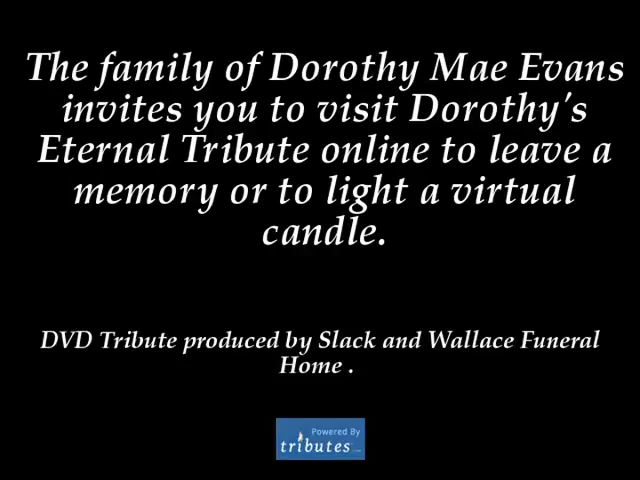 The family of Dorothy Mae Evans
invites you to visit Dorothy's
Eternal Tribute online to leave a
memory or to light a virtual
candle.
DVD Tribute produced by Slack and Wallace Funeral
Home .
Powered By
tributes.com